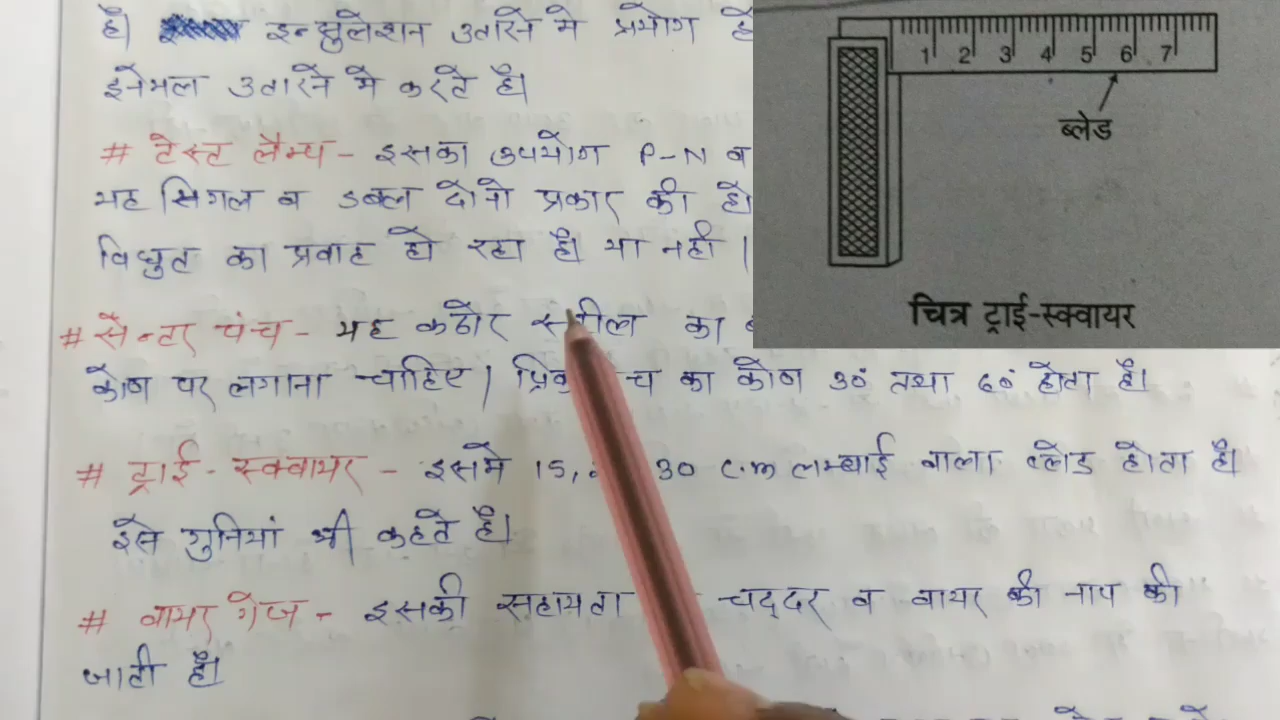 है। इन्सुलेशन उतारने मे प्रयोग
इनेमल उतारने मे करते है।
# टेस्ट लैम्प - इसका उपयोग P-N व
यह सिंगल व डबल दोनो प्रकार की
विधुत का प्रवाह हो रहा है। या नही।
# सेन्टर पंच - यह कठोर स्टील का
कोण पर लगाना चाहिए। का कोण 30° तथा 60° होता है।
# ट्राई - स्क्वायर - इसमे 15, 30 c.m लम्बाई वाला ब्लेड होता है।
इसे गुनियां भी कहते है।
# वायर गेज - इसकी सहायता चद्दर व वायर की नाप की
जाती है।
1 2 3 4 5 6 7
ब्लेड
चित्र ट्राई-स्क्वायर